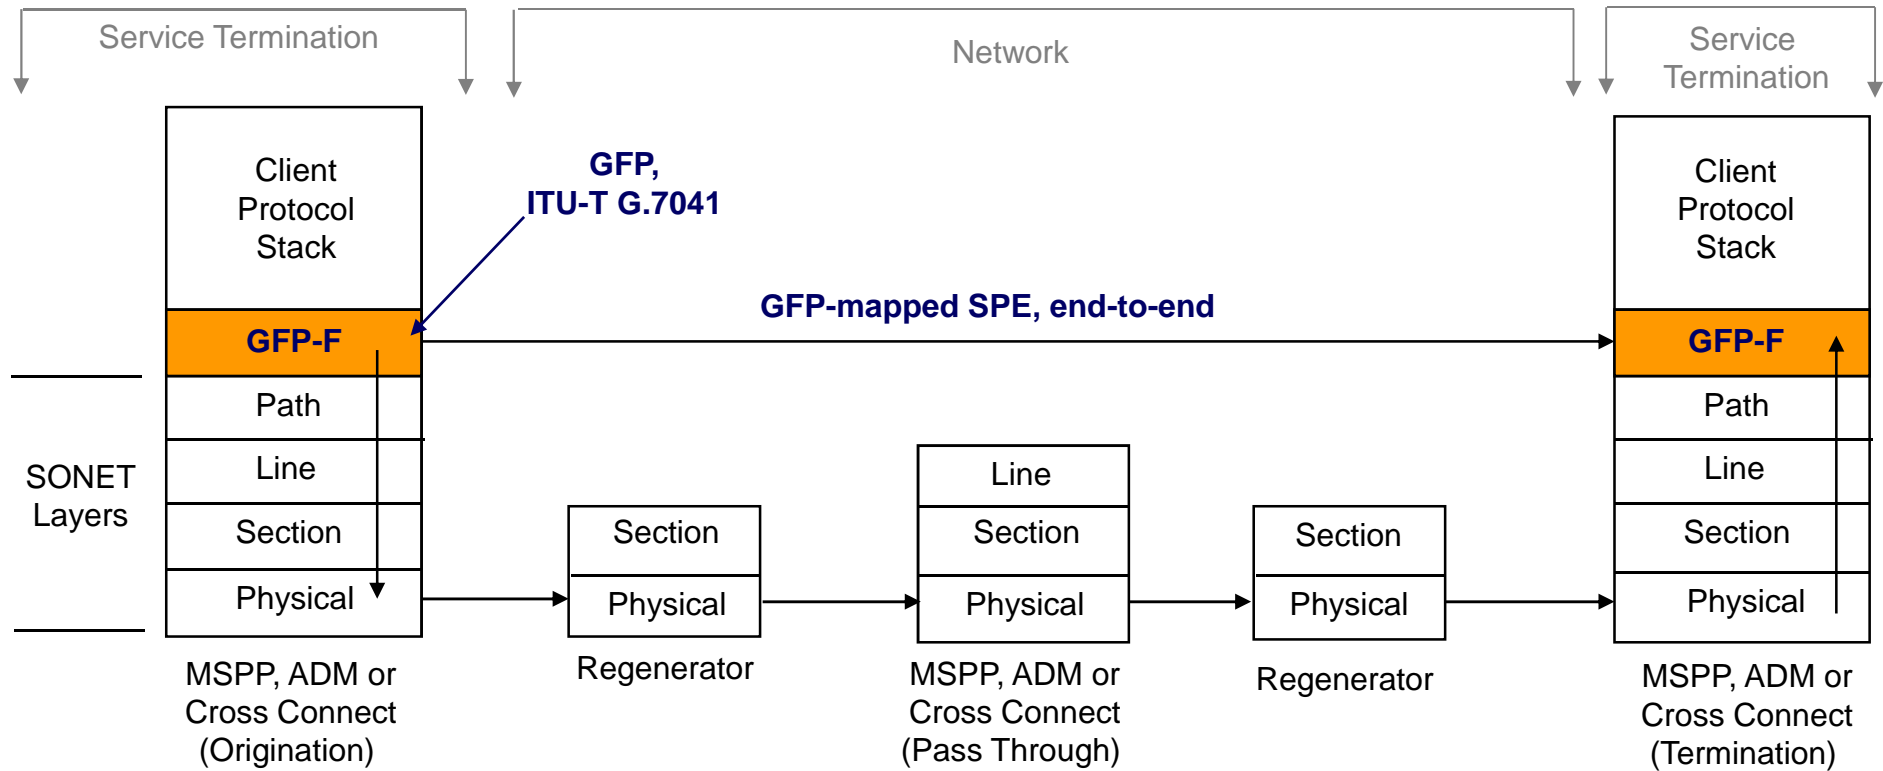 Service Termination
Network
Service
Termination
Client
Protocol
Stack
GFP,
ITU-T G.7041
Client
Protocol
Stack
GFP-mapped SPE, end-to-end
GFP-F
GFP-F
SONET
Layers
Path
Line
Section
Physical
Section
Physical
Line
Section
Physical
Section
Physical
Path
Line
Section
Physical
MSPP, ADM or
Cross Connect
(Origination)
Regenerator
MSPP, ADM or
Cross Connect
(Pass Through)
Regenerator
MSPP, ADM or
Cross Connect
(Termination)